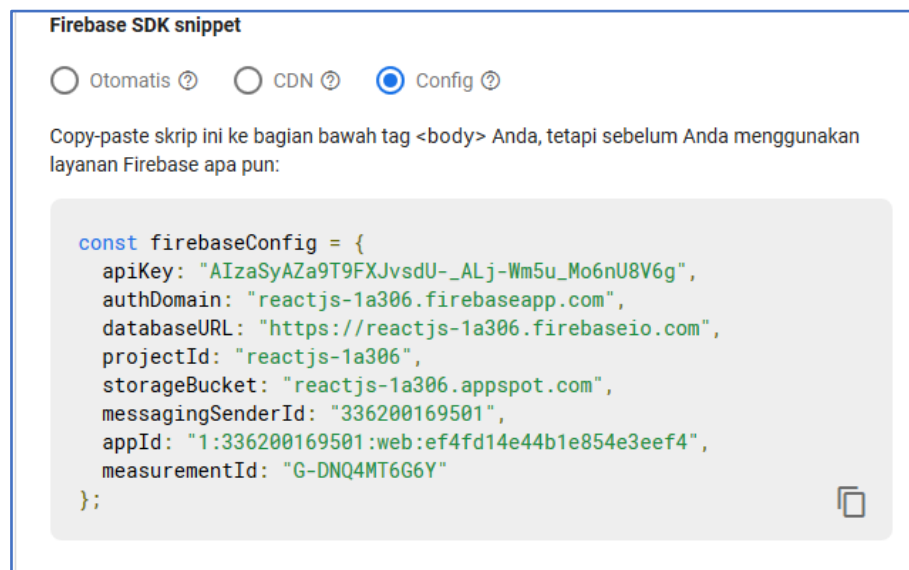 Firebase SDK snippet
Otomatis CDN Config
Copy-paste skrip ini ke bagian bawah tag <body> Anda, tetapi sebelum Anda menggunakan
layanan Firebase apa pun:
const firebaseConfig = {
  apiKey: "AIzaSyAZa9T9FXJvsdU-_ALj-Wm5u_Mo6nU8V6g",
  authDomain: "reactjs-1a306.firebaseapp.com",
  databaseURL: "https://reactjs-1a306.firebaseio.com",
  projectId: "reactjs-1a306",
  storageBucket: "reactjs-1a306.appspot.com",
  messagingSenderId: "336200169501",
  appId: "1:336200169501:web:ef4fd14e44b1e854e3eef4",
  measurementId: "G-DNQ4MT6G6Y"
};